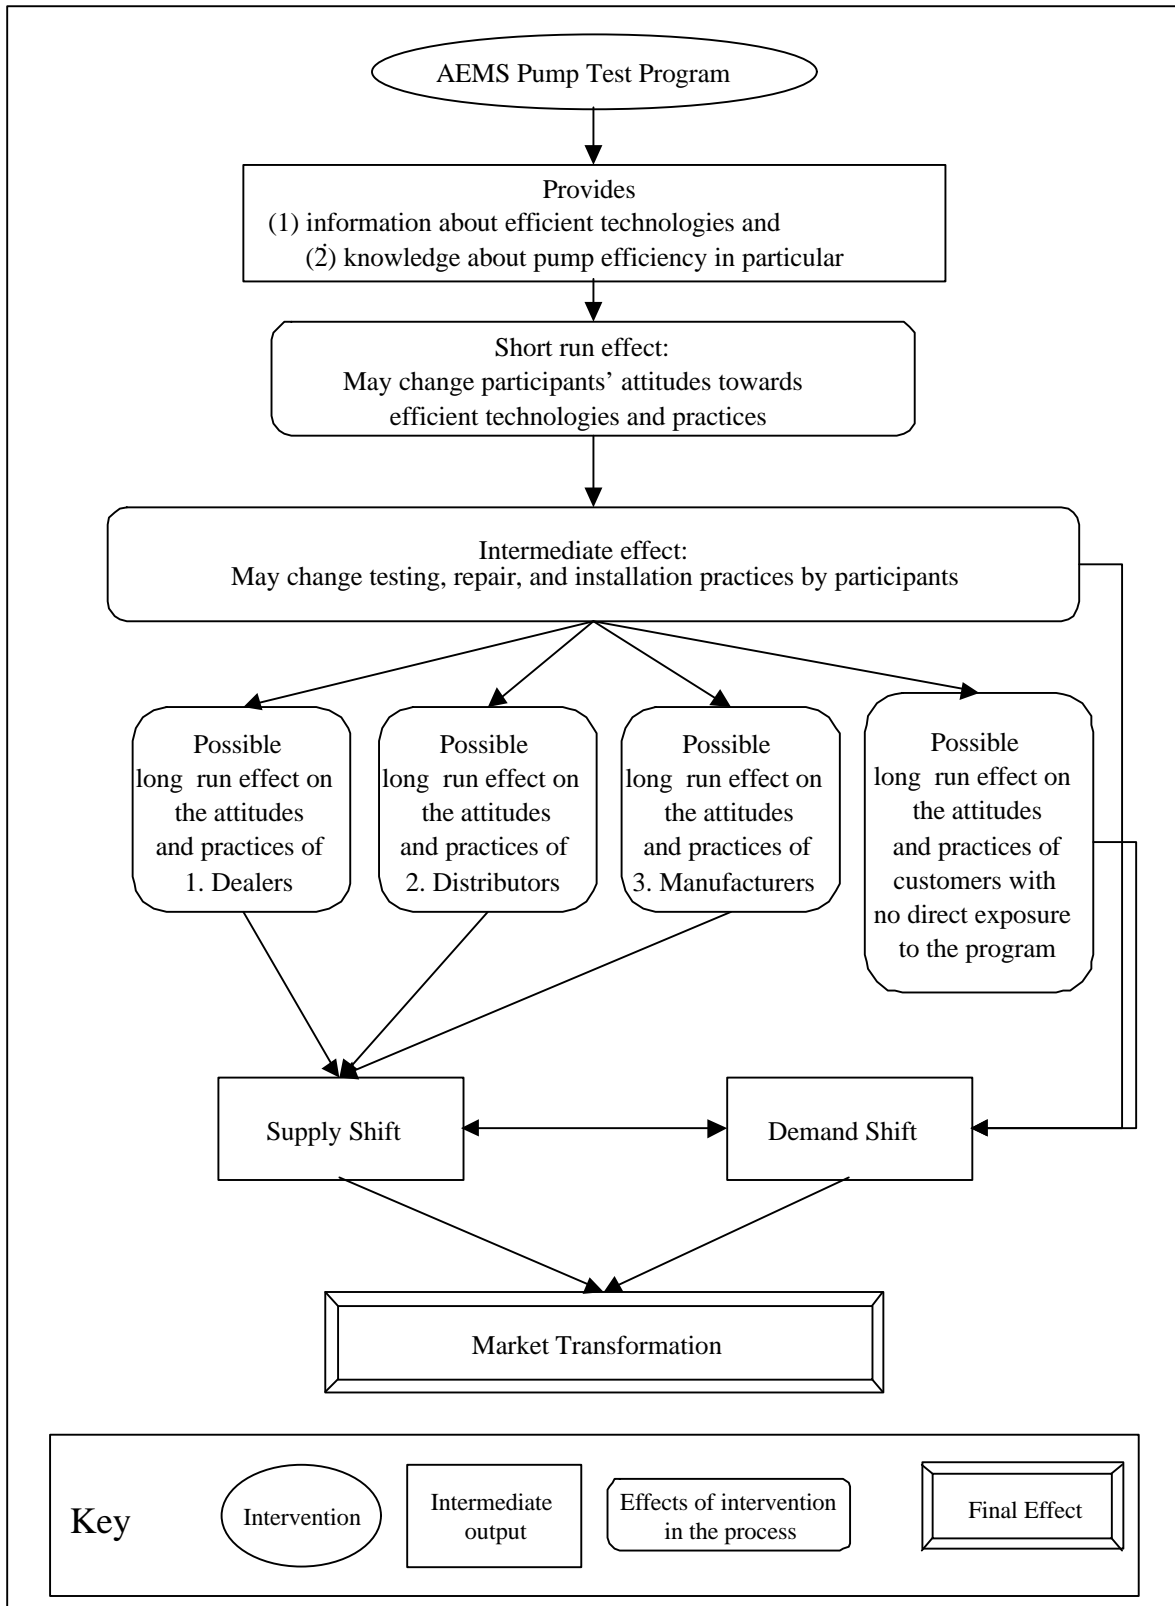 AEMS Pump Test Program
Provides
(1) information about efficient technologies and
(2) knowledge about pump efficiency in particular
Short run effect:
May change participants’ attitudes towards
efficient technologies and practices
Intermediate effect:
May change testing, repair, and installation practices by participants
Possible
long run effect on
the attitudes
and practices of
1. Dealers
Possible
long run effect on
the attitudes
and practices of
2. Distributors
Possible
long run effect on
the attitudes
and practices of
3. Manufacturers
Possible
long run effect on
the attitudes
and practices of
customers with
no direct exposure
to the program
Supply Shift
Demand Shift
Market Transformation
Key
Intervention
Intermediate
output
Effects of intervention
in the process
Final Effect